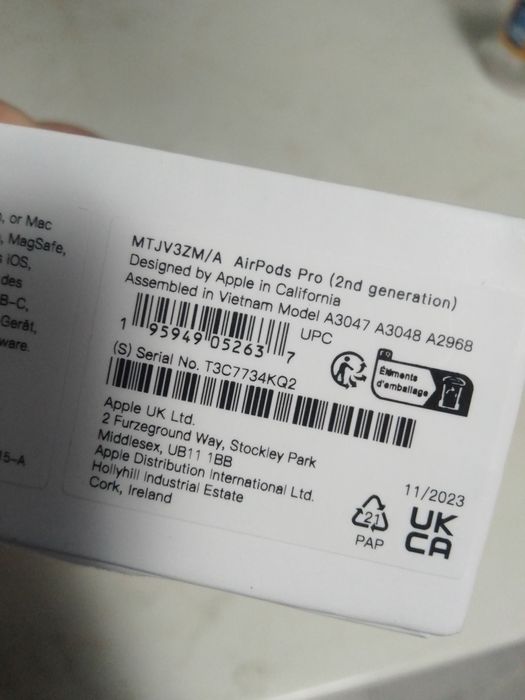 , or Mac
, MagSafe,
iOS,
des
B-C,
Gerät,
ware.
15-A
MTJV3ZM/A AirPods Pro (2nd generation)
Designed by Apple in California
Assembled in Vietnam Model A3047 A3048 A2968
1 95949 05263 7
UPC
FR
Éléments
d'emballage
(S) Serial No. T3C7734KQ2
Apple UK Ltd.
2 Furzeground Way, Stockley Park
Middlesex, UB11 1BB
Apple Distribution International Ltd.
Hollyhill Industrial Estate
Cork, Ireland
11/2023
21
PAP
UK
CA